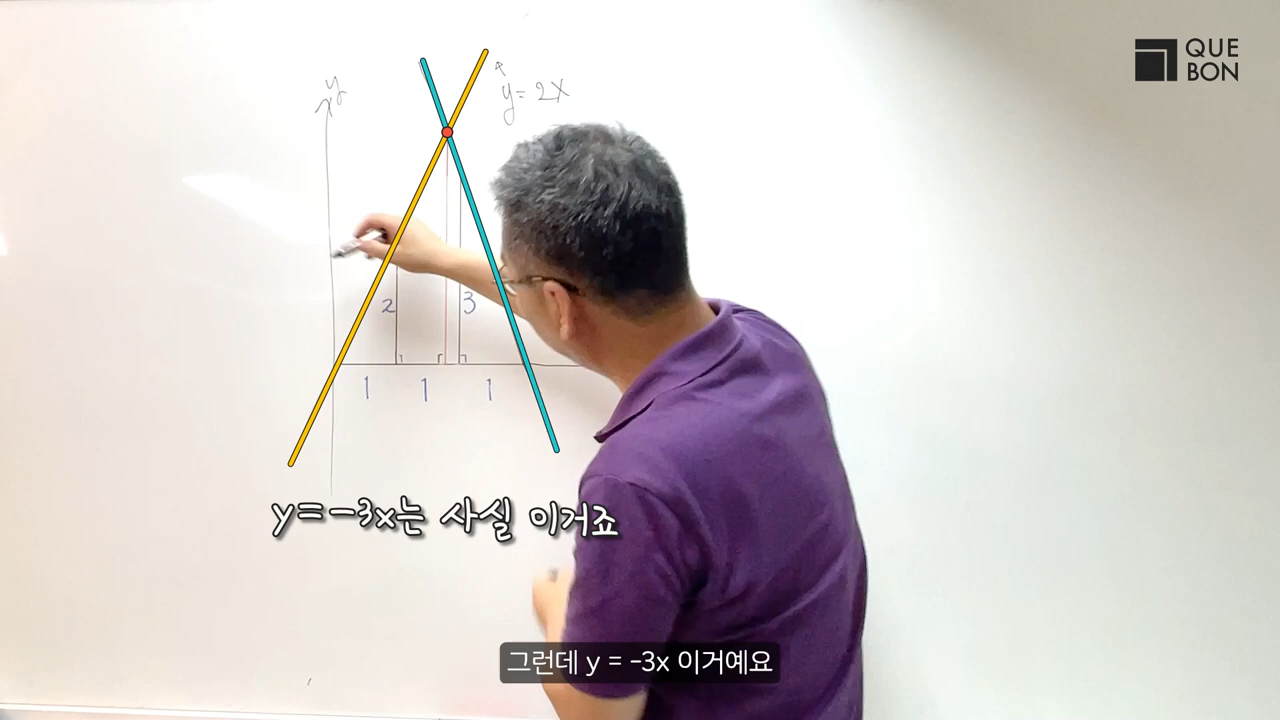 QUE
BON
y
y = 2x
2
3
1
1
1
y=-3x는 사실 이거죠
그런데 y = -3x 이거예요